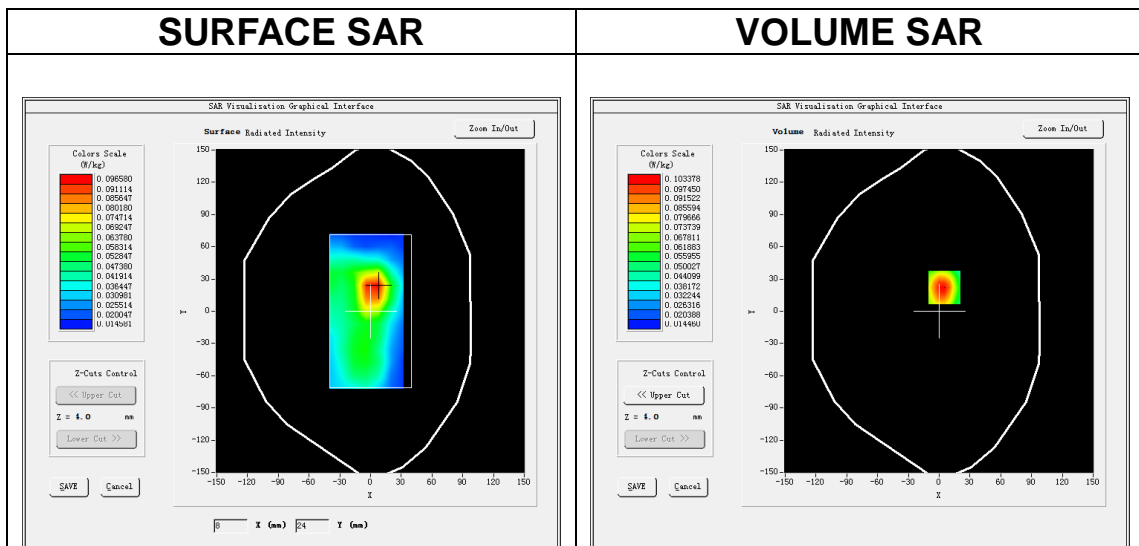 SURFACE SAR
VOLUME SAR
SAR Visualisation Graphical Interface
Surface Radiated Intensity
Zoom In/Out
Colors Scale
(W/kg)
0.096580
0.091114
0.085647
0.080180
0.074714
0.069247
0.063780
0.058314
0.052847
0.047380
0.041914
0.036447
0.030981
0.025514
0.020047
0.014581
150
120
90
60
30
0
-30
-60
-90
-120
-150
Y
-150 -120 -90 -60 -30 0 30 60 90 120 150
X
Z-Cuts Control
<< Upper Cut
Z = 4.0 mm
Lower Cut >>
SAVE Cancel
8 X (mm) 24 Y (mm)
SAR Visualisation Graphical Interface
Volume Radiated Intensity
Zoom In/Out
Colors Scale
(W/kg)
0.103378
0.097450
0.091522
0.085594
0.079666
0.073739
0.067811
0.061883
0.055955
0.050027
0.044099
0.038172
0.032244
0.026316
0.020388
0.014460
150
120
90
60
30
0
-30
-60
-90
-120
-150
Y
-150 -120 -90 -60 -30 0 30 60 90 120 150
X
Z-Cuts Control
<< Upper Cut
Z = 4.0 mm
Lower Cut >>
SAVE Cancel